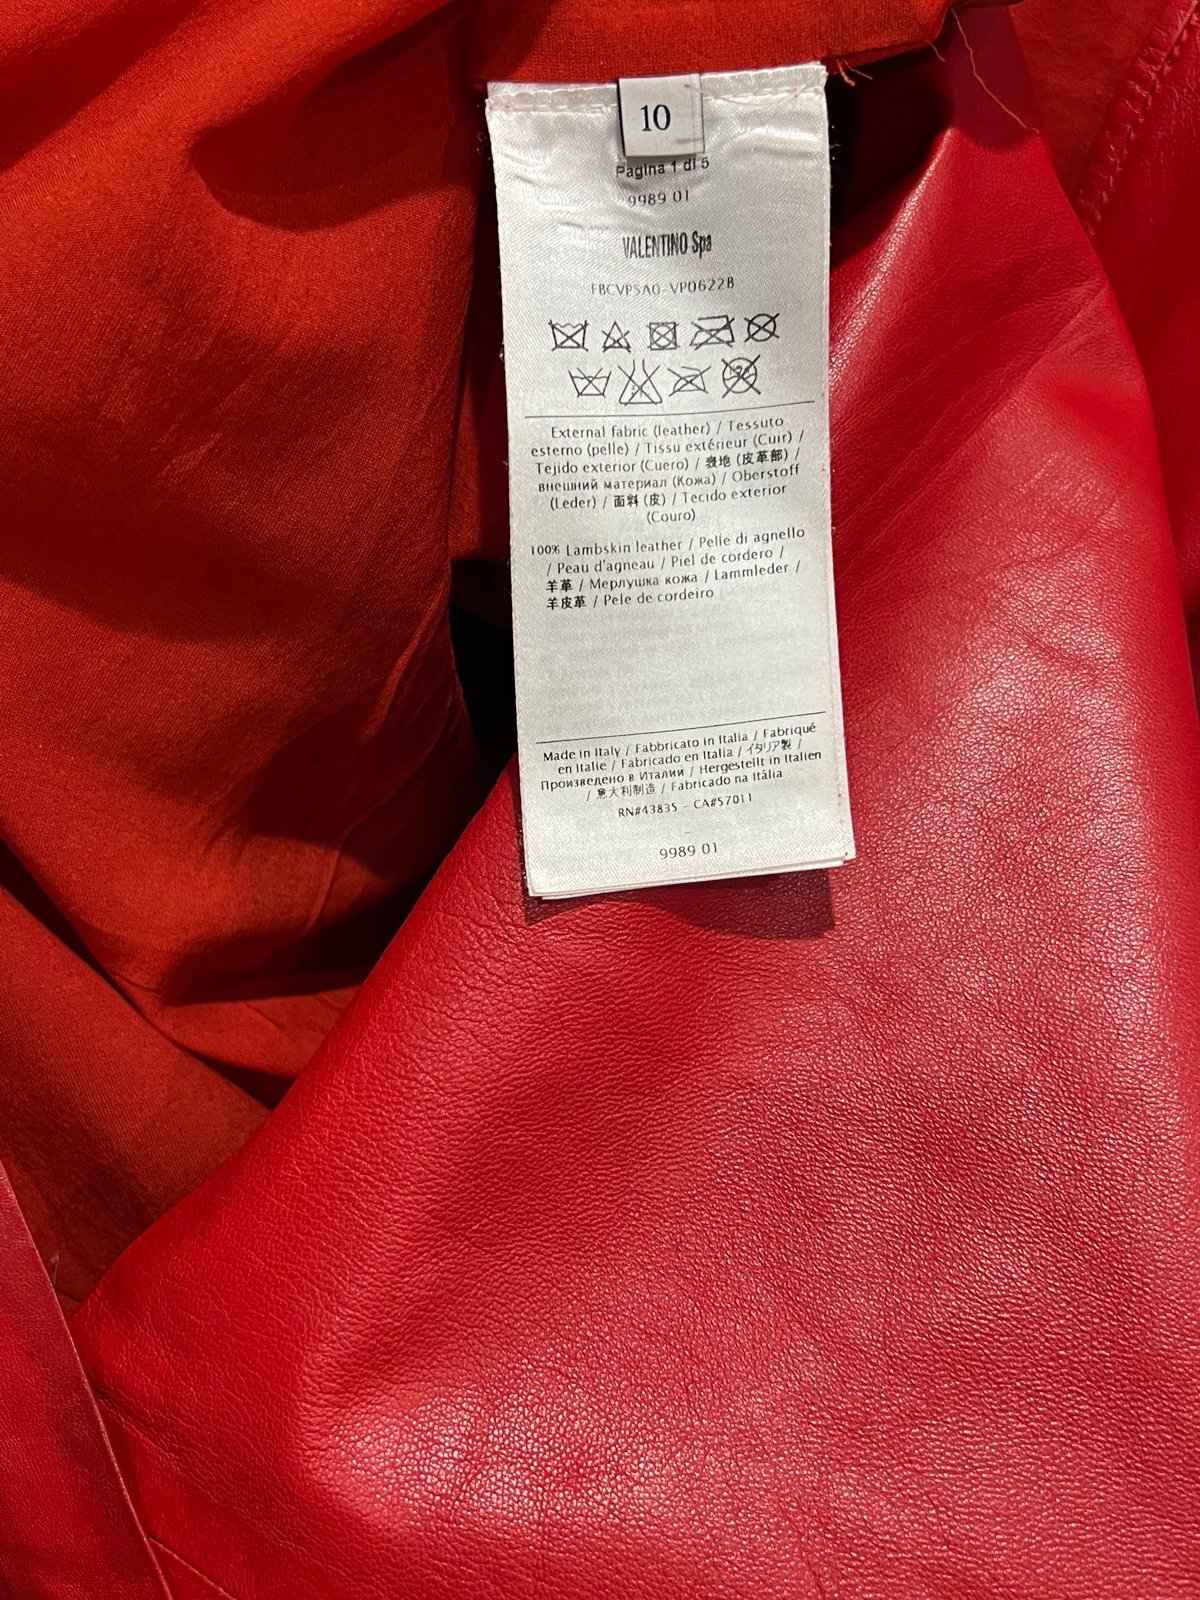 10
Pagina 1 di 5
9989 01
VALENTINO Spa
FBCVPSA0-VP0622B
External fabric (leather) / Tessuto
esterno (pelle) / Tissu extérieur (Cuir) /
Tejido exterior (Cuero) / 表地 (皮革部) /
внешний материал (Кожа) / Oberstoff
(Leder) / 面料 (皮) / Tecido exterior
(Couro)
100% Lambskin leather / Pelle di agnello
/ Peau d'agneau / Piel de cordero /
羊革 / Мерлушка кожа / Lammleder /
羊皮革 / Pele de cordeiro
Made in Italy / Fabbricato in Italia / Fabriqué
en Italie / Fabricado en Italia / イタリア製 /
Произведено в Италии / Hergestellt in Italien
/ 意大利制造 / Fabricado na Itália
RN#43835 - CA#57011
-
9989 01